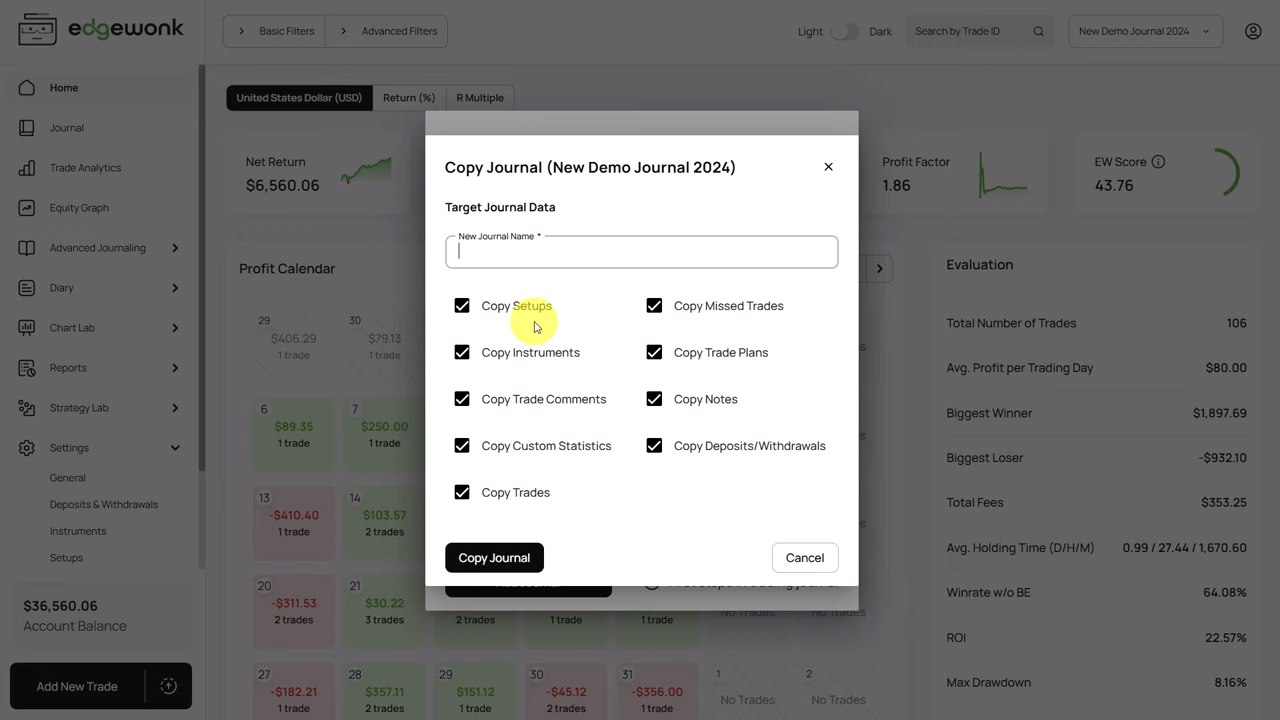 edgewonk
Basic Filters
Advanced Filters
Light
Dark
Search by Trade ID
New Demo Journal 2024
Home
Journal
Trade Analytics
Equity Graph
Advanced Journaling
Diary
Chart Lab
Reports
Strategy Lab
Settings
General
Deposits & Withdrawals
Instruments
Setups
$36,560.06
Account Balance
Add New Trade
United States Dollar (USD)
Return (%)
R Multiple
Net Return
$6,560.06
Profit Factor
1.86
EW Score
43.76
Profit Calendar
29
$406.29
1 trade
30
$79.13
1 trade
6
$89.35
1 trade
7
$250.00
1 trade
13
-$410.40
1 trade
14
$103.57
2 trades
20
-$311.53
2 trades
21
$30.22
3 trades
2 trades
1 trade
1 trade
No Trades
No Trades
27
-$182.21
1 trade
28
$357.11
2 trades
29
$151.12
1 trade
30
-$45.12
2 trades
31
-$356.00
1 trade
1
No Trades
2
No Trades
Copy Journal (New Demo Journal 2024)
Target Journal Data
New Journal Name *
Copy Setups
Copy Missed Trades
Copy Instruments
Copy Trade Plans
Copy Trade Comments
Copy Notes
Copy Custom Statistics
Copy Deposits/Withdrawals
Copy Trades
Copy Journal
Cancel
Evaluation
Total Number of Trades
106
Avg. Profit per Trading Day
$80.00
Biggest Winner
$1,897.69
Biggest Loser
-$932.10
Total Fees
$353.25
Avg. Holding Time (D/H/M)
0.99 / 27.44 / 1,670.60
Winrate w/o BE
64.08%
ROI
22.57%
Max Drawdown
8.16%